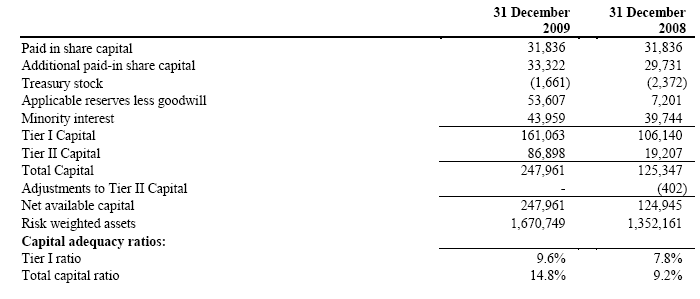 31 December 31 December
2009 2008
Paid in share capital 31,836 31,836
Additional paid-in share capital 33,322 29,731
Treasury stock (1,661) (2,372)
Applicable reserves less goodwill 53,607 7,201
Minority interest 43,959 39,744
Tier I Capital 161,063 106,140
Tier II Capital 86,898 19,207
Total Capital 247,961 125,347
Adjustments to Tier II Capital - (402)
Net available capital 247,961 124,945
Risk weighted assets 1,670,749 1,352,161
Capital adequacy ratios:
Tier I ratio 9.6% 7.8%
Total capital ratio 14.8% 9.2%